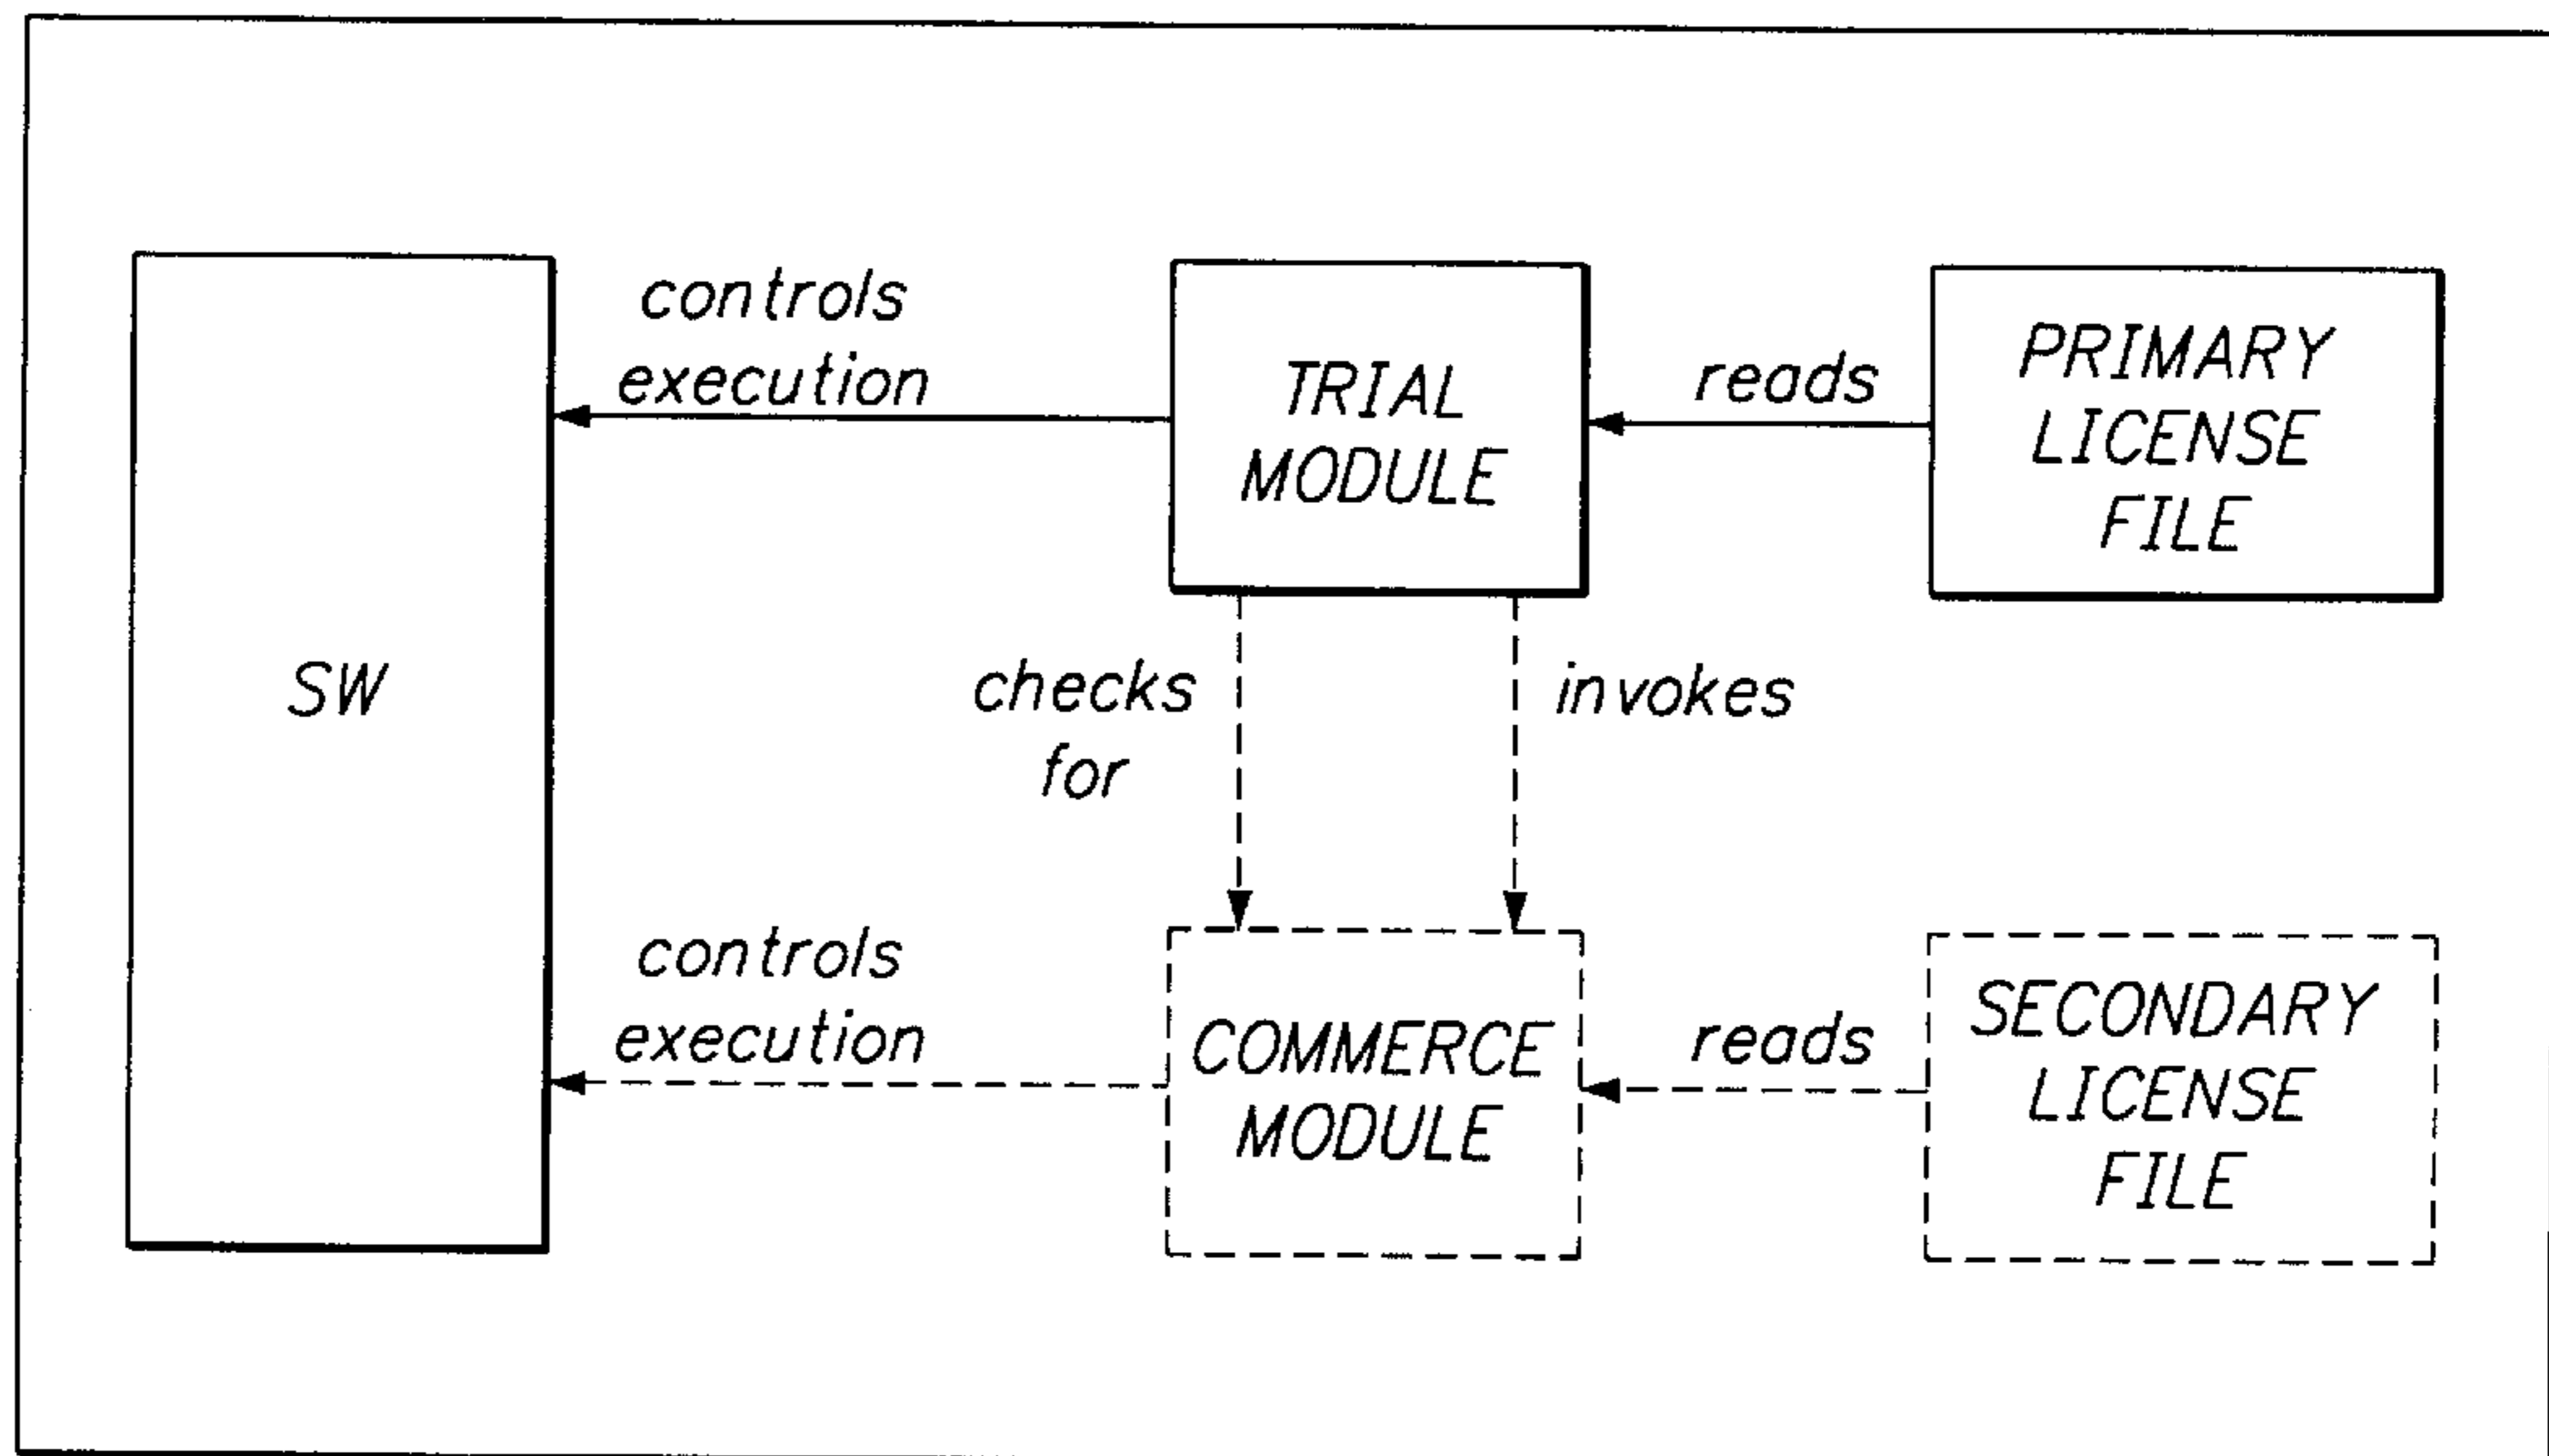 controls
execution
TRIAL
MODULE
reads
PRIMARY
LICENSE
FILE
SW
checks
for
invokes
controls
execution
COMMERCE
MODULE
reads
SECONDARY
LICENSE
FILE